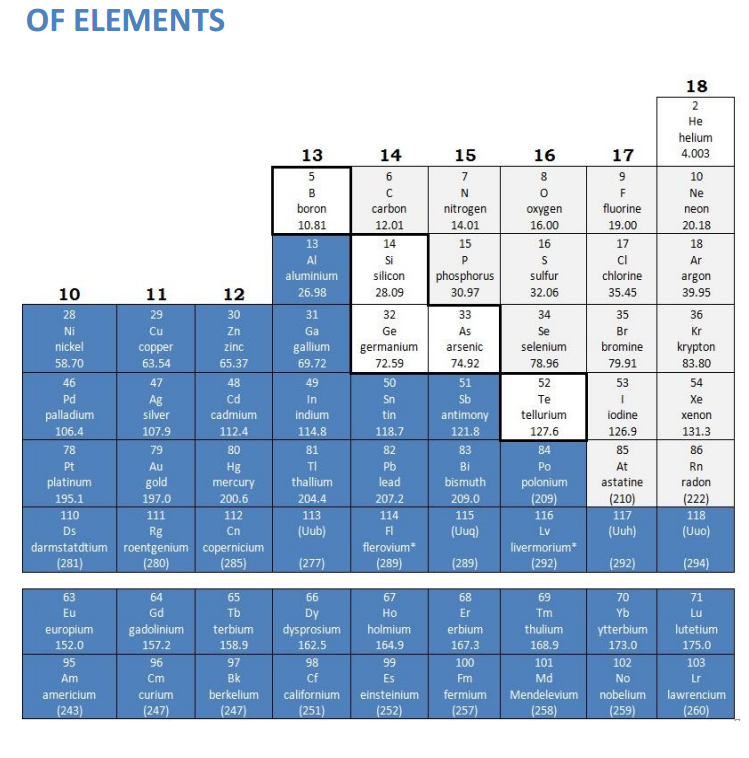 OF ELEMENTS
18
2
He
helium
4.003
13 14 15 16 17
5 6 7 8 9 10
B C N O F Ne
boron carbon nitrogen oxygen fluorine neon
10.81 12.01 14.01 16.00 19.00 20.18
13 14 15 16 17 18
Al Si P S Cl Ar
aluminium silicon phosphorus sulfur chlorine argon
26.98 28.09 30.97 32.06 35.45 39.95
10 11 12
28 29 30 31 32 33 34 35 36
Ni Cu Zn Ga Ge As Se Br Kr
nickel copper zinc gallium germanium arsenic selenium bromine krypton
58.70 63.54 65.37 69.72 72.59 74.92 78.96 79.91 83.80
46 47 48 49 50 51 52 53 54
Pd Ag Cd In Sn Sb Te I Xe
palladium silver cadmium indium tin antimony tellurium iodine xenon
106.4 107.9 112.4 114.8 118.7 121.8 127.6 126.9 131.3
78 79 80 81 82 83 84 85 86
Pt Au Hg Tl Pb Bi Po At Rn
platinum gold mercury thallium lead bismuth polonium astatine radon
195.1 197.0 200.6 204.4 207.2 209.0 (209) (210) (222)
110 111 112 113 114 115 116 117 118
Ds Rg Cn (Uub) Fl (Uuq) Lv (Uuh) (Uuo)
darmstatdtium roentgenium copernicium flerovium* livermorium*
(281) (280) (285) (277) (289) (289) (292) (292) (294)
63 64 65 66 67 68 69 70 71
Eu Gd Tb Dy Ho Er Tm Yb Lu
europium gadolinium terbium dysprosium holmium erbium thulium ytterbium lutetium
152.0 157.2 158.9 162.5 164.9 167.3 168.9 173.0 175.0
95 96 97 98 99 100 101 102 103
Am Cm Bk Cf Es Fm Md No Lr
americium curium berkelium californium einsteinium fermium Mendelevium nobelium lawrencium
(243) (247) (247) (251) (252) (257) (258) (259) (260)